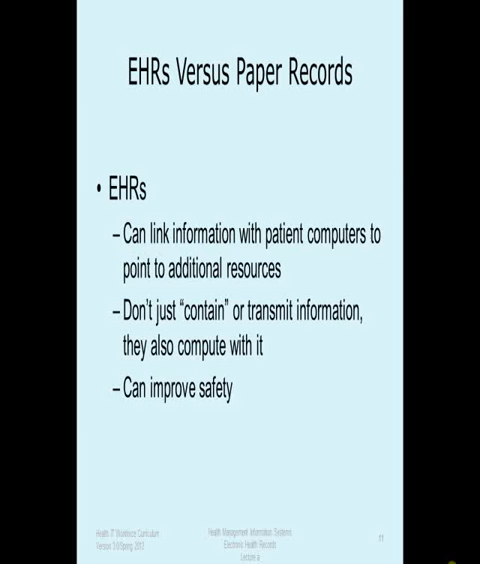 EHRs Versus Paper Records
• EHRs
– Can link information with patient computers to
point to additional resources
– Don't just "contain" or transmit information,
they also compute with it
– Can improve safety
Health IT Workforce Curriculum
Version 3.0/Spring 2012
Health Management Information Systems
Electronic Health Records
Lecture a
11